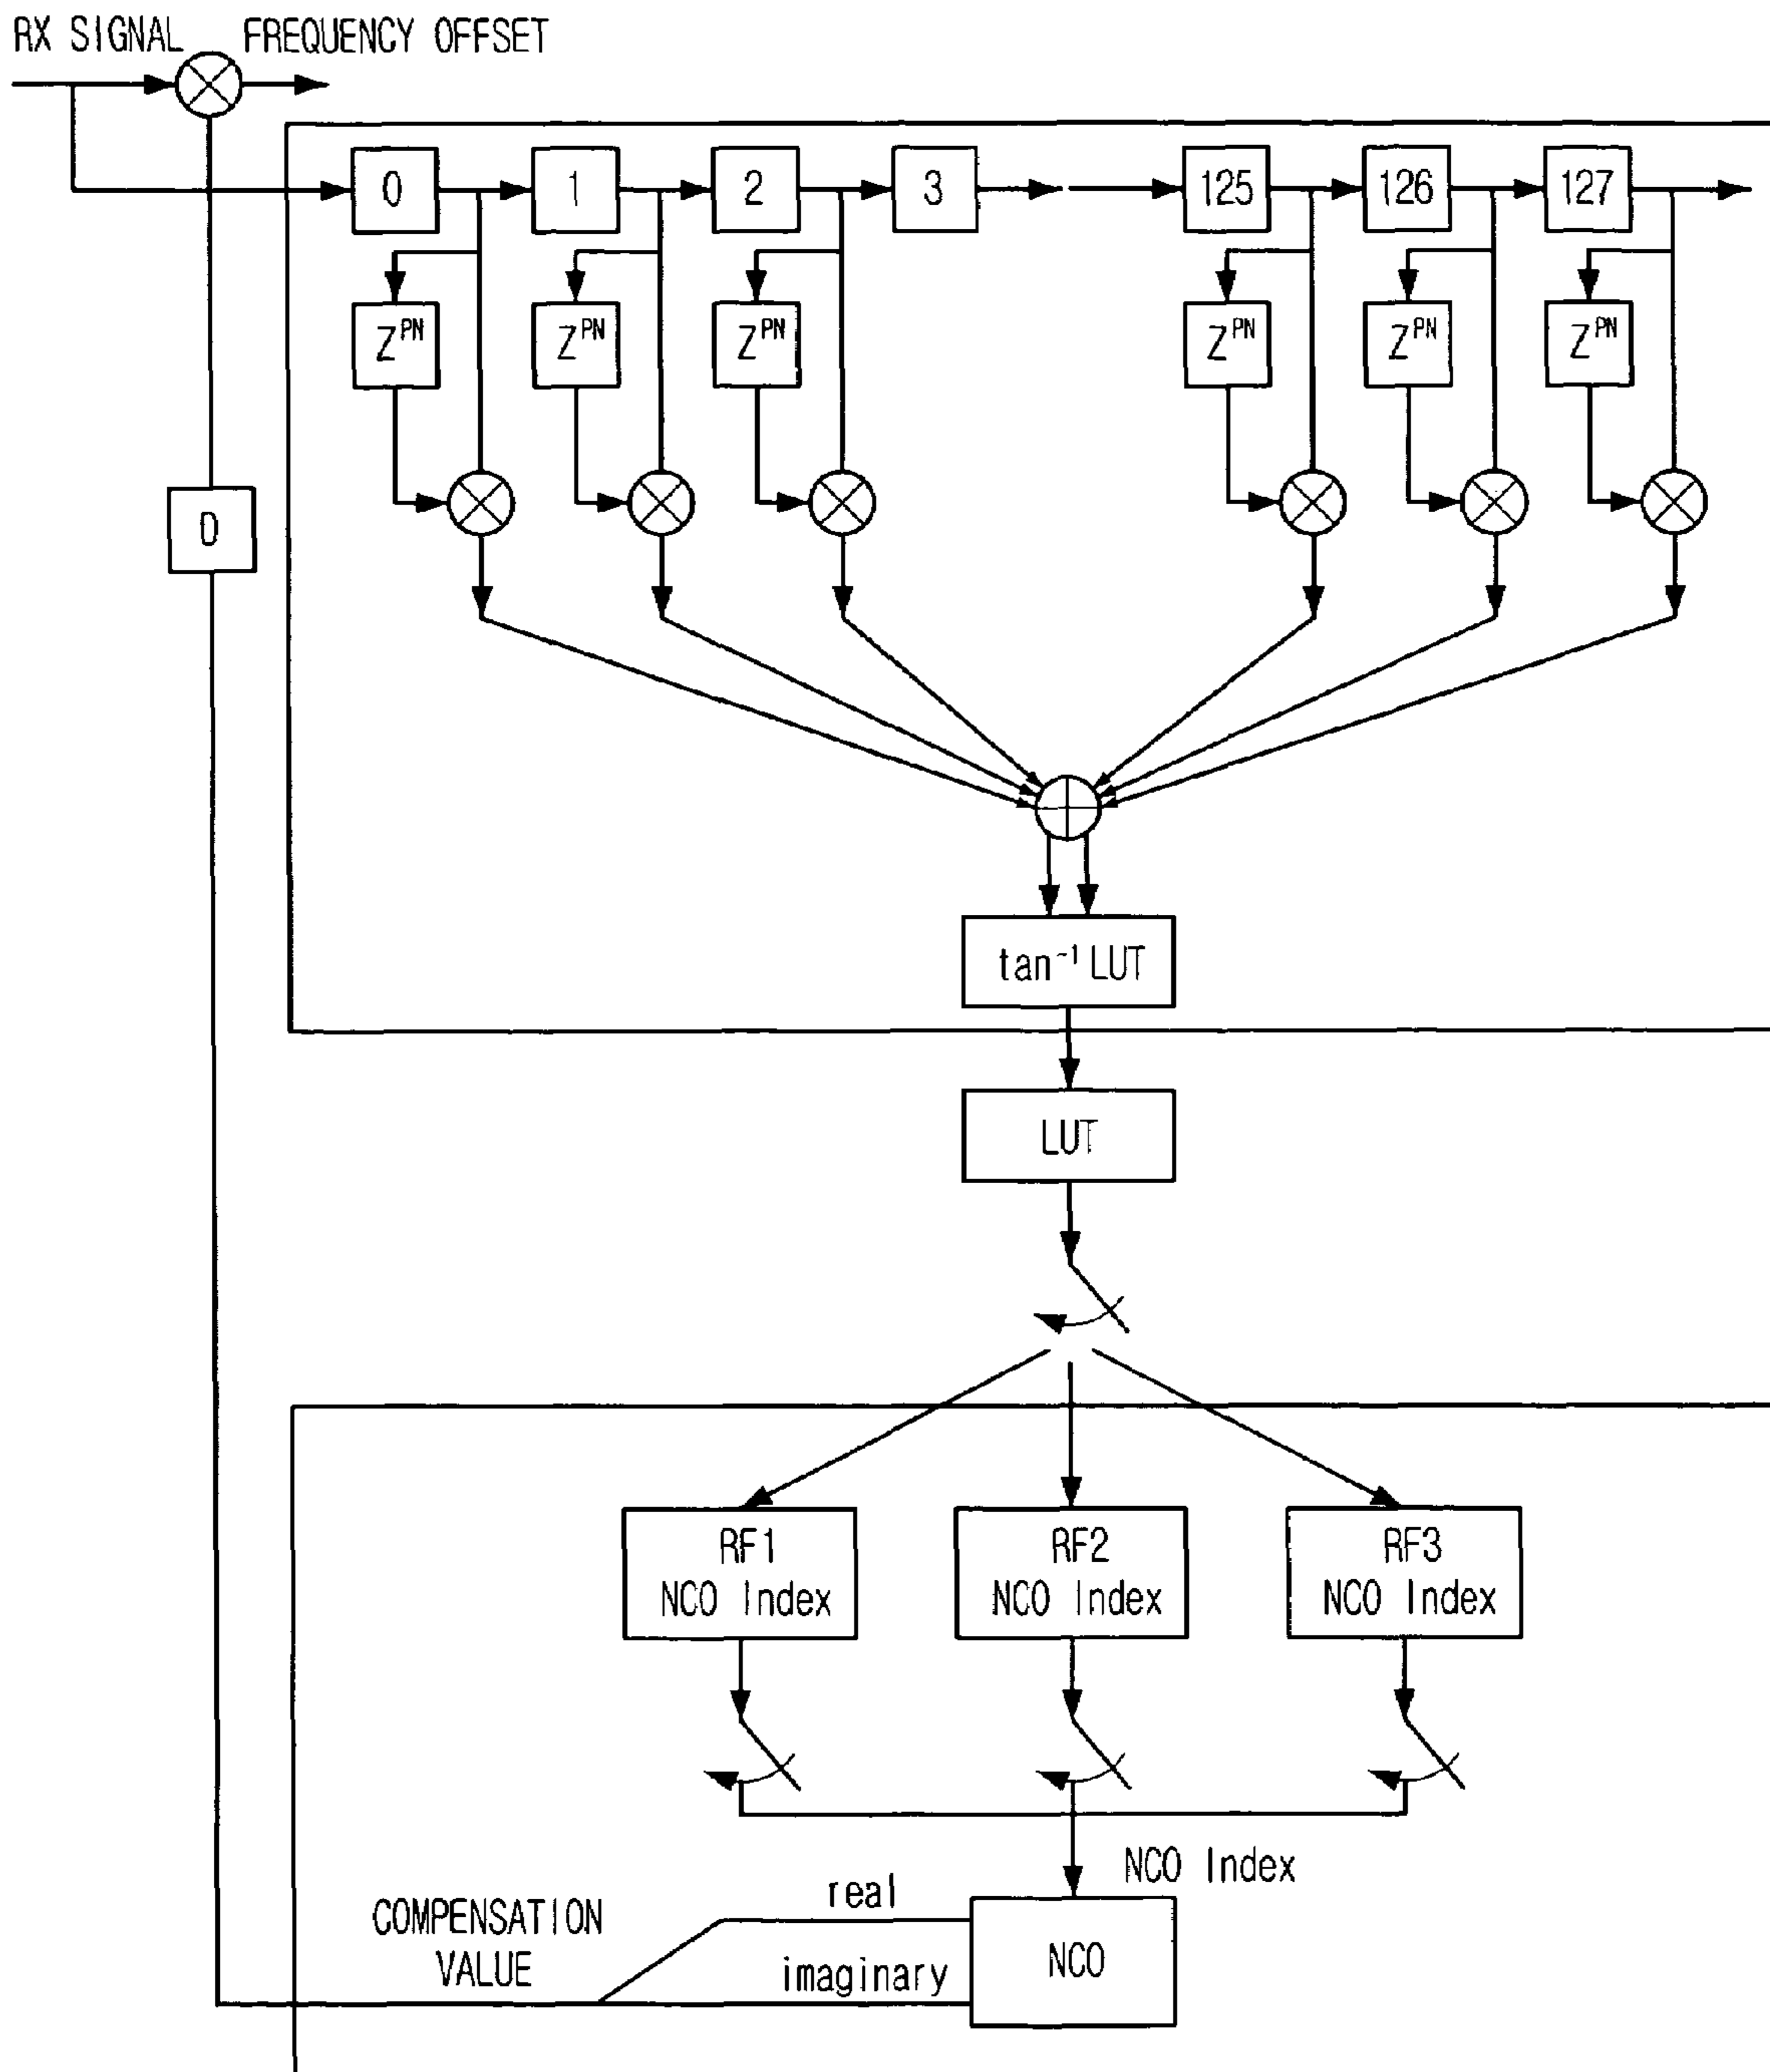 RX SIGNAL FREQUENCY OFFSET
0 1 2 3 125 126 127
Z^PN Z^PN Z^PN Z^PN Z^PN Z^PN
D
tan⁻¹ LUT
LUT
RF1 NCO Index
RF2 NCO Index
RF3 NCO Index
NCO Index
real
COMPENSATION VALUE
imaginary
NCO